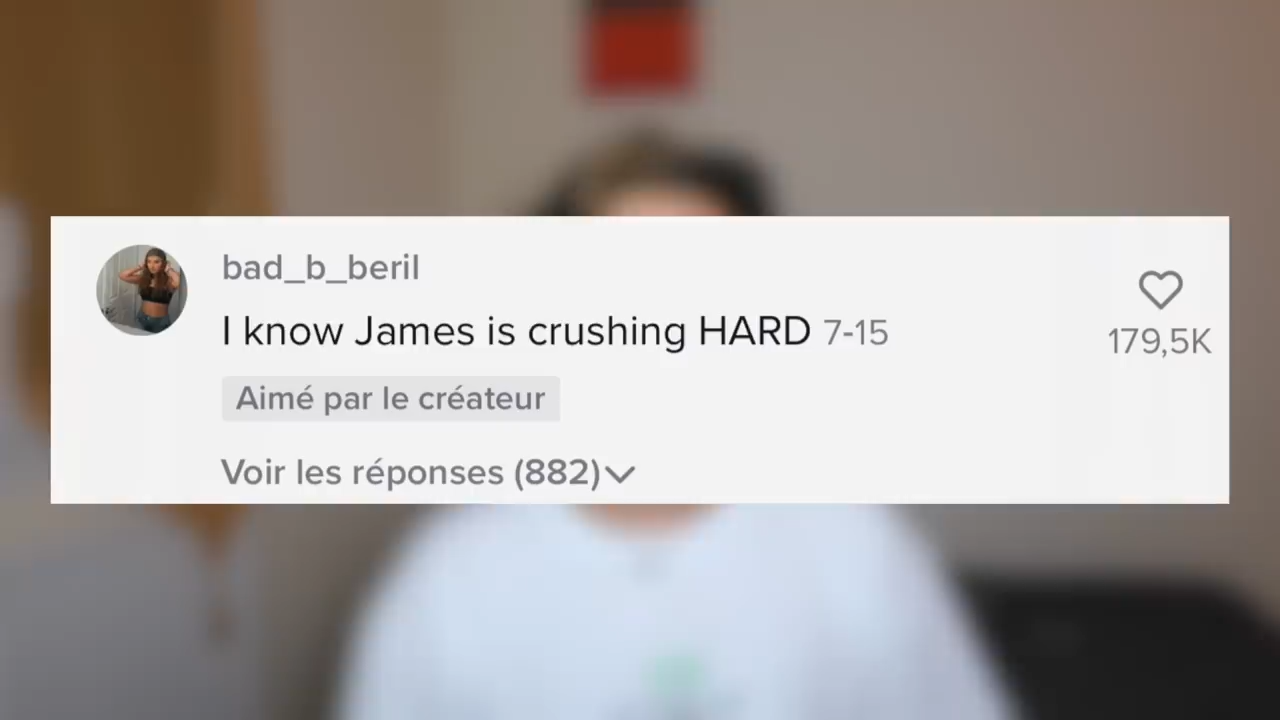 bad_b_beril
I know James is crushing HARD 7-15
179,5K
Aimé par le créateur
Voir les réponses (882)